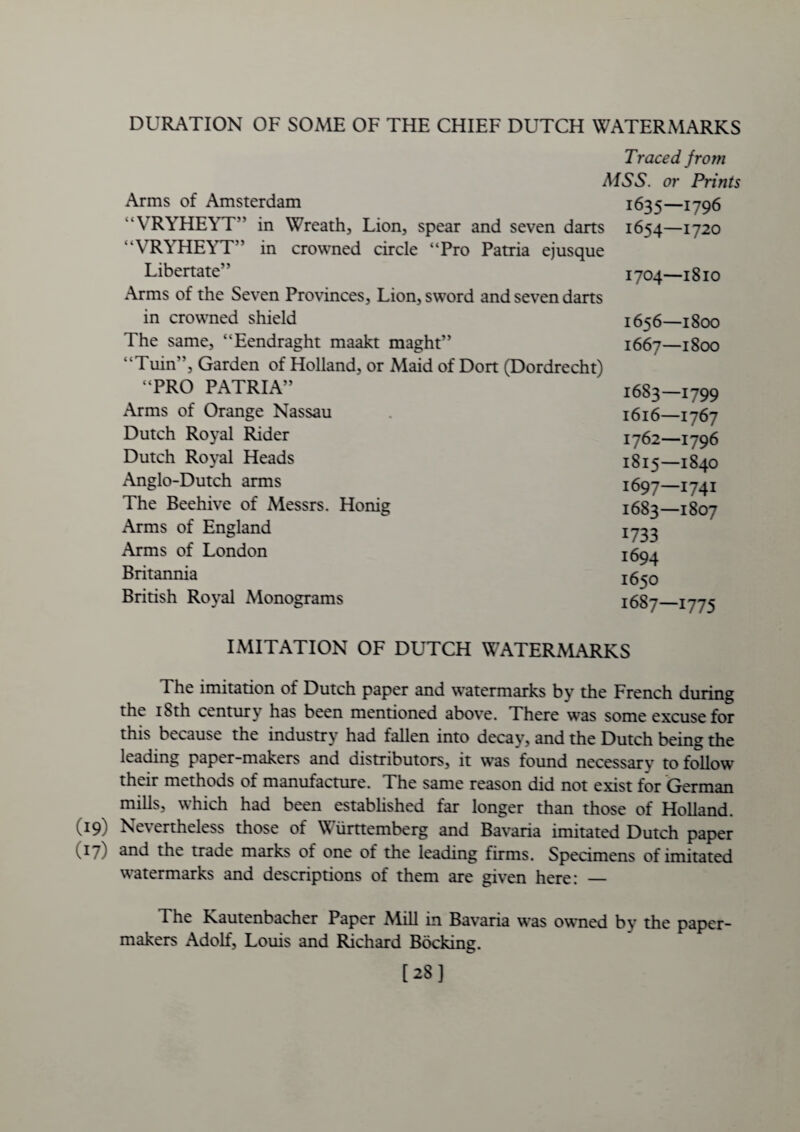 DURATION OF SOME OF THE CHIEF DUTCH WATERMARKS
Traced from
MSS. or Prints
Arms of Amsterdam 1635—1796
“VRYHEYT” in Wreath, Lion, spear and seven darts 1654—1720
“VRYHEYT” in crowned circle “Pro Patria ejusque
Libertate” 1704—1810
Arms of the Seven Provinces, Lion, sword and seven darts
in crowned shield 1656—1800
The same, “Eendraght maakt maght” 1667—1800
“Tuin”, Garden of Holland, or Maid of Dort (Dordrecht)
“PRO PATRIA” 1683—1799
Arms of Orange Nassau 1616—1767
Dutch Royal Rider 1762—1796
Dutch Royal Heads 1815—1840
Anglo-Dutch arms 1697—1741
The Beehive of Messrs. Honig 1683—1807
Arms of England 1733
Arms of London 1694
Britannia 1650
British Royal Monograms 1687—1775
IMITATION OF DUTCH WATERMARKS
The imitation of Dutch paper and watermarks by the French during
the 18th century has been mentioned above. There was some excuse for
this because the industry had fallen into decay, and the Dutch being the
leading paper-makers and distributors, it was found necessary to follow
their methods of manufacture. The same reason did not exist for German
mills, which had been established far longer than those of Holland.
(19) Nevertheless those of Württemberg and Bavaria imitated Dutch paper
(17) and the trade marks of one of the leading firms. Specimens of imitated
watermarks and descriptions of them are given here: —
The Kautenbacher Paper Mill in Bavaria was owned by the paper-
makers Adolf, Louis and Richard Böcking.
[28]